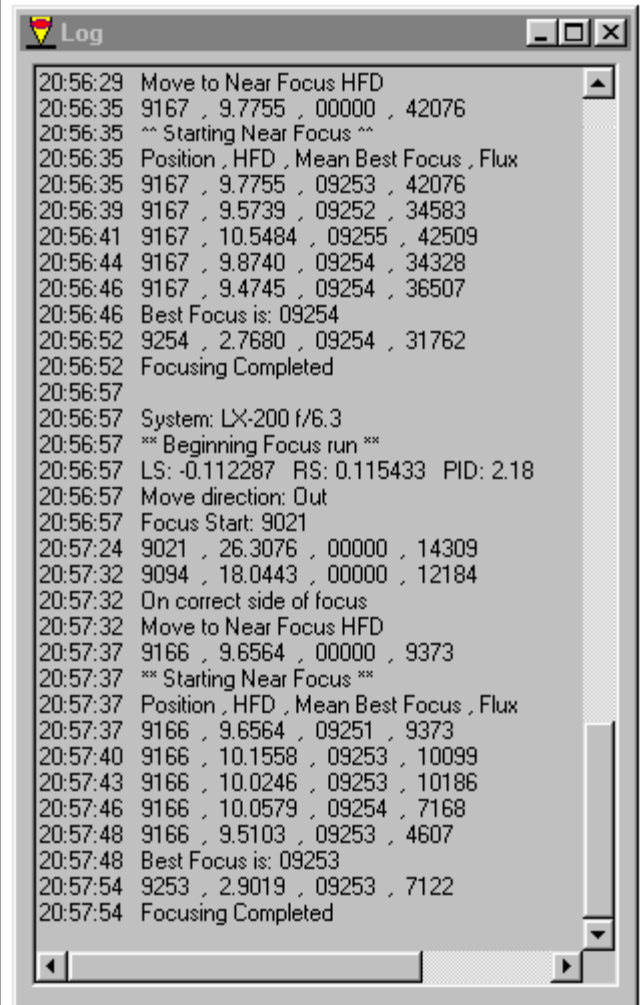 Log
20:56:29 Move to Near Focus HFD
20:56:35 9167 , 9.7755 , 00000 , 42076
20:56:35 ~~ Starting Near Focus ~~
20:56:35 Position , HFD , Mean Best Focus , Flux
20:56:35 9167 , 9.7755 , 09253 , 42076
20:56:39 9167 , 9.5739 , 09252 , 34583
20:56:41 9167 , 10.5484 , 09255 , 42509
20:56:44 9167 , 9.8740 , 09254 , 34328
20:56:46 9167 , 9.4745 , 09254 , 36507
20:56:46 Best Focus is: 09254
20:56:52 9254 , 2.7680 , 09254 , 31762
20:56:52 Focusing Completed
20:56:57
20:56:57 System: LX-200 f/6.3
20:56:57 ** Beginning Focus run **
20:56:57 LS: -0.112287 RS: 0.115433 PID: 2.18
20:56:57 Move direction: Out
20:56:57 Focus Start: 9021
20:57:24 9021 , 26.3076 , 00000 , 14309
20:57:32 9094 , 18.0443 , 00000 , 12184
20:57:32 On correct side of focus
20:57:32 Move to Near Focus HFD
20:57:37 9166 , 9.6564 , 00000 , 9373
20:57:37 ** Starting Near Focus **
20:57:37 Position , HFD , Mean Best Focus , Flux
20:57:37 9166 , 9.6564 , 09251 , 9373
20:57:40 9166 , 10.1558 , 09253 , 10099
20:57:43 9166 , 10.0246 , 09253 , 10186
20:57:46 9166 , 10.0579 , 09254 , 7168
20:57:48 9166 , 9.5103 , 09253 , 4607
20:57:48 Best Focus is: 09253
20:57:54 9253 , 2.9019 , 09253 , 7122
20:57:54 Focusing Completed